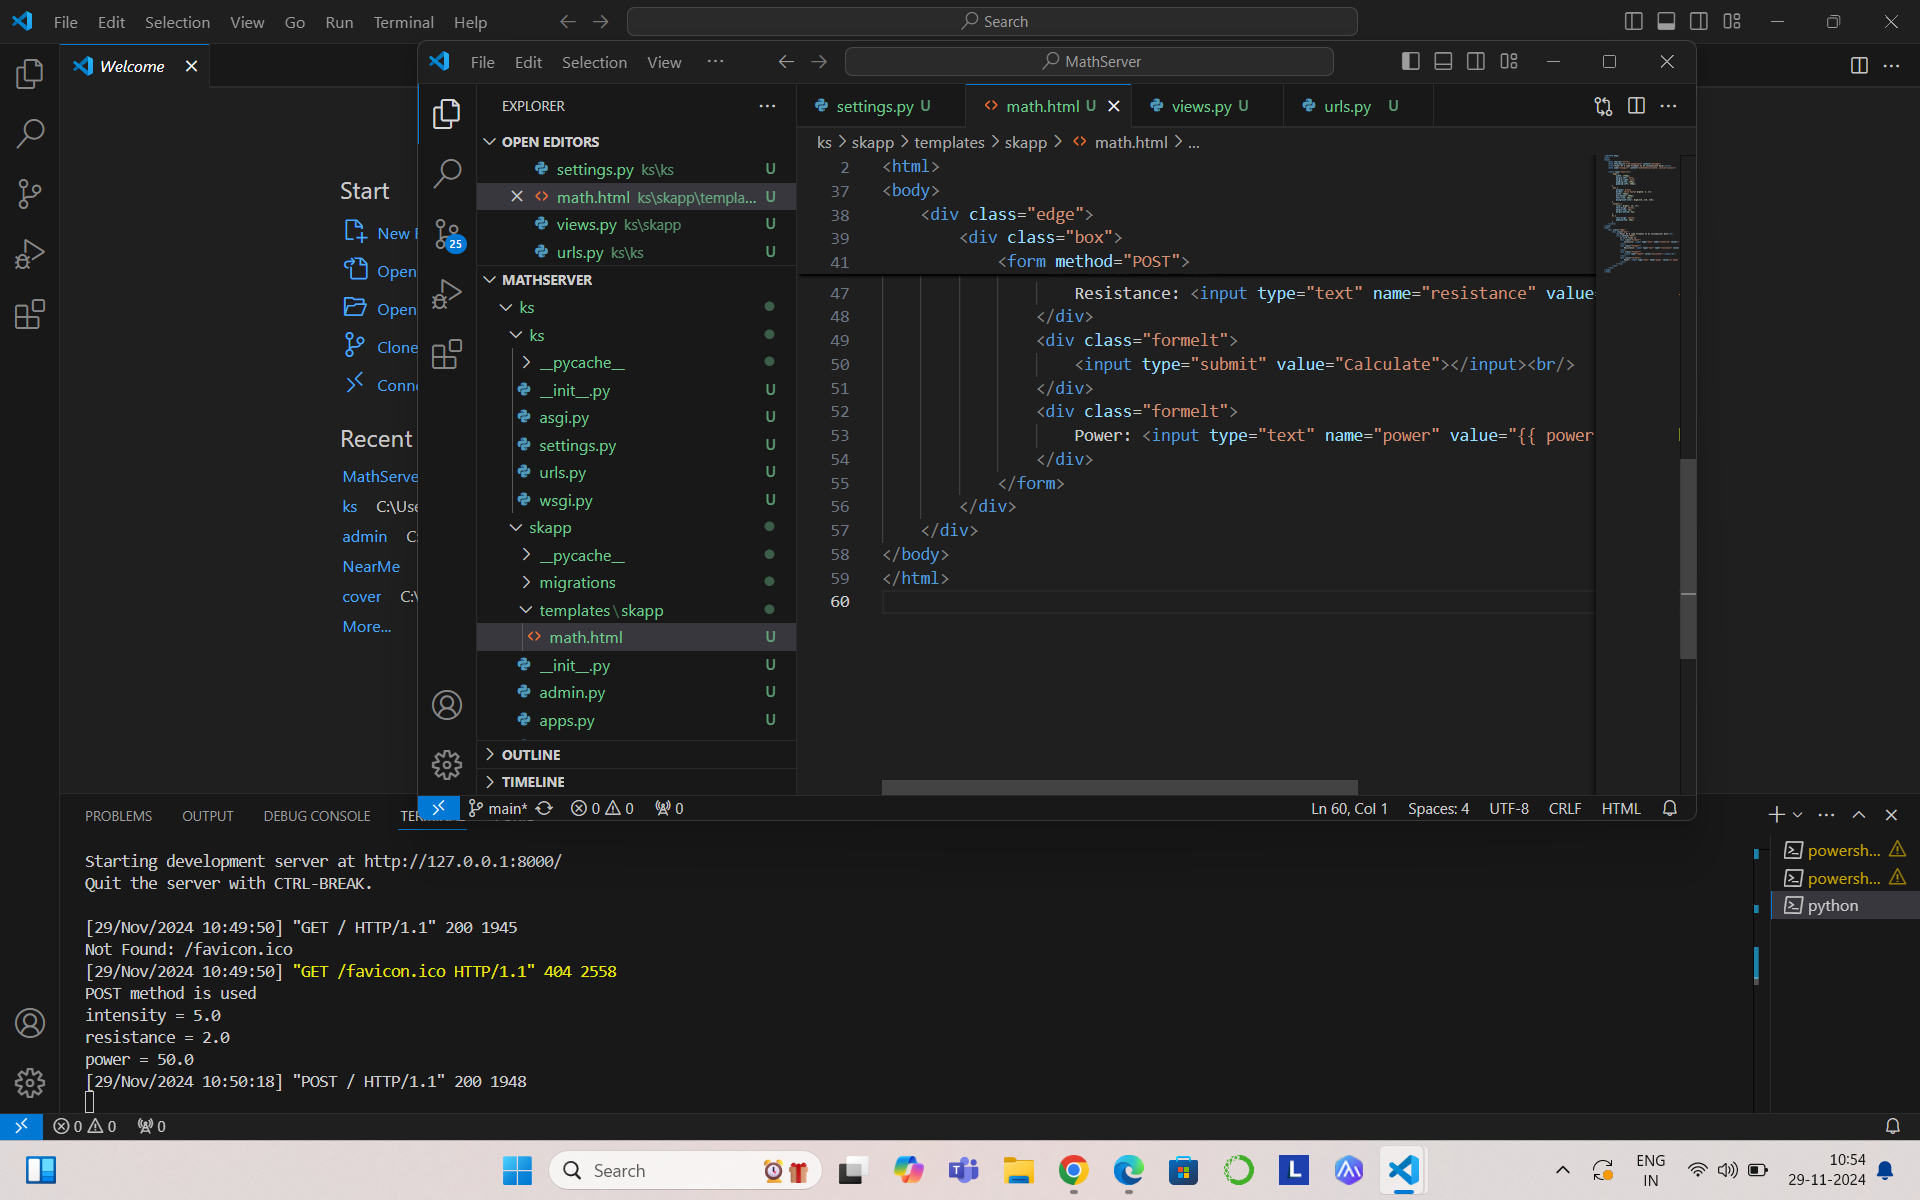 File Edit Selection View Go Run Terminal Help
Search
Welcome
Start
New
Open
Open
Clone
Recent
ks C:\Use
admin
NearMe
cover
More...
File Edit Selection View ...
MathServer
EXPLORER
OPEN EDITORS
settings.py ks\ks U
math.html ks\skapp\templa... U
views.py ks\skapp U
urls.py ks\ks U
25
MATHSERVER
ks
ks
__pycache__
__init__.py U
asgi.py U
settings.py U
urls.py U
wsgi.py U
skapp
__pycache__
migrations
templates\skapp
math.html U
__init__.py U
admin.py U
apps.py U
OUTLINE
TIMELINE
settings.py U math.html U views.py U urls.py U
ks > skapp > templates > skapp > math.html > ...
2 <html>
37 <body>
38 <div class="edge">
39 <div class="box">
41 <form method="POST">
47 Resistance: <input type="text" name="resistance" value=
48 </div>
49 <div class="formelt">
50 <input type="submit" value="Calculate"></input><br/>
51 </div>
52 <div class="formelt">
53 Power: <input type="text" name="power" value="{{ power
54 </div>
55 </form>
56 </div>
57 </div>
58 </body>
59 </html>
60
main* 0 0 0 Ln 60, Col 1 Spaces: 4 UTF-8 CRLF HTML
PROBLEMS OUTPUT DEBUG CONSOLE
Starting development server at http://127.0.0.1:8000/
Quit the server with CTRL-BREAK.
[29/Nov/2024 10:49:50] "GET / HTTP/1.1" 200 1945
Not Found: /favicon.ico
[29/Nov/2024 10:49:50] "GET /favicon.ico HTTP/1.1" 404 2558
POST method is used
intensity = 5.0
resistance = 2.0
power = 50.0
[29/Nov/2024 10:50:18] "POST / HTTP/1.1" 200 1948
powersh...
powersh...
python
0 0 0
Search
L
ENG
IN
10:54
29-11-2024